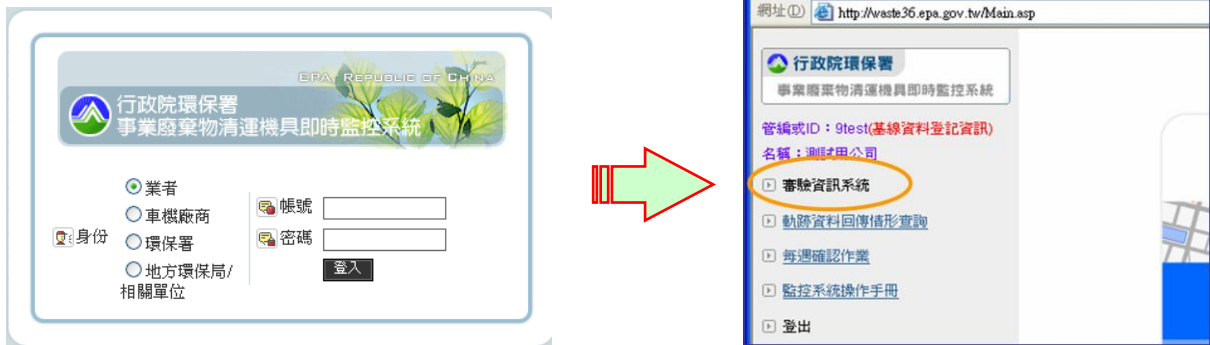 EPA, REPUBLIC OF CHINA
行政院環保署
事業廢棄物清運機具即時監控系統
身份
業者
車機廠商
環保署
地方環保局/
相關單位
帳號
密碼
登入
網址(D) http://waste36.epa.gov.tw/Main.asp
行政院環保署
事業廢棄物清運機具即時監控系統
管編或ID：9test(基線資料登記資訊)
名稱：測試用公司
審驗資訊系統
軌跡資料回傳情形查詢
每週確認作業
監控系統操作手冊
登出